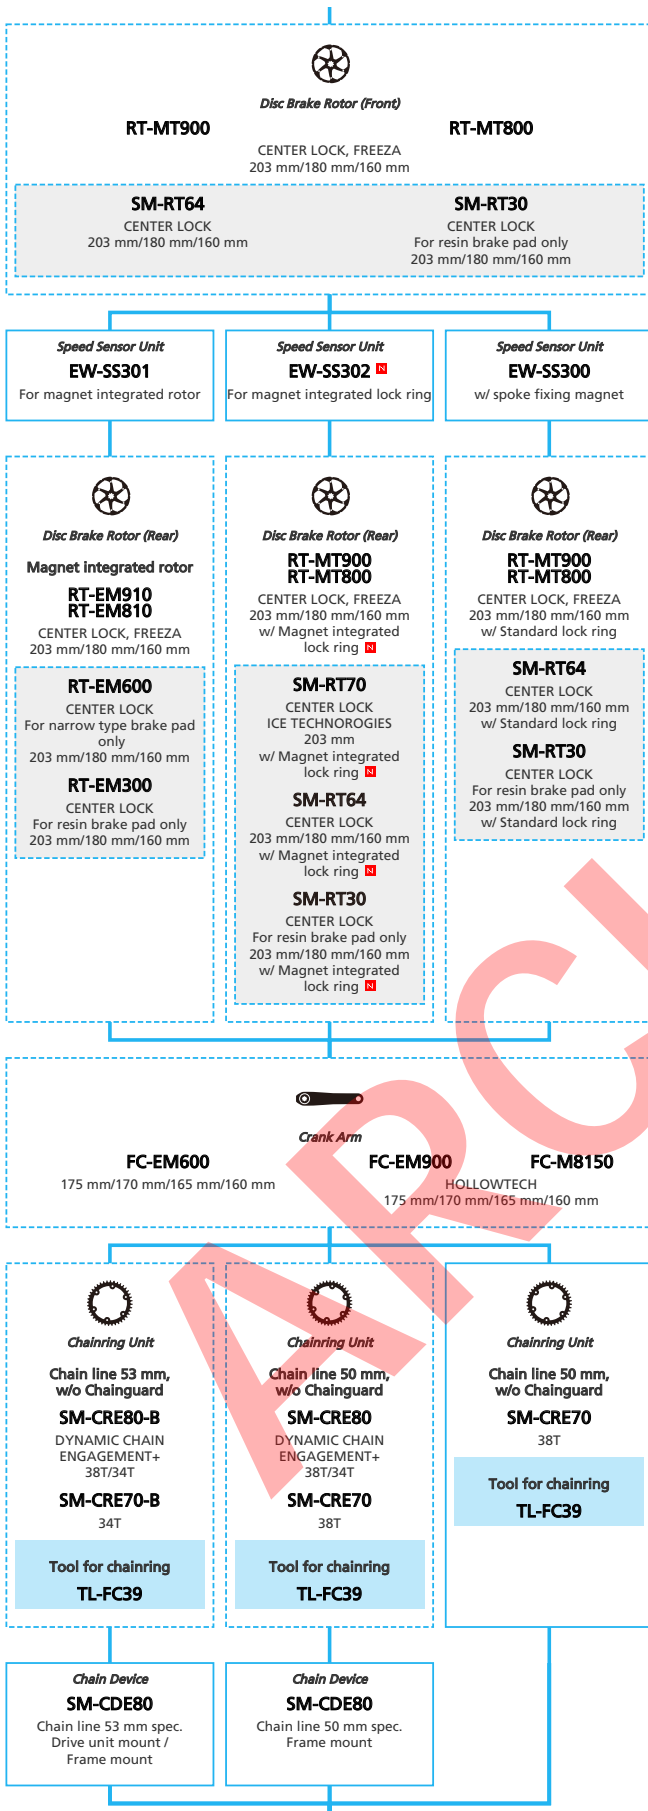 Disc Brake Rotor (Front)
RT-MT900 RT-MT800
CENTER LOCK, FREEZA
203 mm/180 mm/160 mm
SM-RT64
CENTER LOCK
203 mm/180 mm/160 mm
SM-RT30
CENTER LOCK
For resin brake pad only
203 mm/180 mm/160 mm
Speed Sensor Unit
EW-SS301
For magnet integrated rotor
Speed Sensor Unit
EW-SS302 N
For magnet integrated lock ring
Speed Sensor Unit
EW-SS300
w/ spoke fixing magnet
Disc Brake Rotor (Rear)
Magnet integrated rotor
RT-EM910
RT-EM810
CENTER LOCK, FREEZA
203 mm/180 mm/160 mm
RT-EM600
CENTER LOCK
For narrow type brake pad
only
203 mm/180 mm/160 mm
RT-EM300
CENTER LOCK
For resin brake pad only
203 mm/180 mm/160 mm
Disc Brake Rotor (Rear)
RT-MT900
RT-MT800
CENTER LOCK, FREEZA
203 mm/180 mm/160 mm
w/ Magnet integrated
lock ring N
SM-RT70
CENTER LOCK
ICE TECHNOROGIES
203 mm
w/ Magnet integrated
lock ring N
SM-RT64
CENTER LOCK
203 mm/180 mm/160 mm
w/ Magnet integrated
lock ring N
SM-RT30
CENTER LOCK
For resin brake pad only
203 mm/180 mm/160 mm
w/ Magnet integrated
lock ring N
Disc Brake Rotor (Rear)
RT-MT900
RT-MT800
CENTER LOCK, FREEZA
203 mm/180 mm/160 mm
w/ Standard lock ring
SM-RT64
CENTER LOCK
203 mm/180 mm/160 mm
w/ Standard lock ring
SM-RT30
CENTER LOCK
For resin brake pad only
203 mm/180 mm/160 mm
w/ Standard lock ring
Crank Arm
FC-EM600
175 mm/170 mm/165 mm/160 mm
FC-EM900 FC-M8150
HOLLOWTECH
175 mm/170 mm/165 mm/160 mm
Chainring Unit
Chain line 53 mm,
w/o Chainguard
SM-CRE80-B
DYNAMIC CHAIN
ENGAGEMENT+
38T/34T
SM-CRE70-B
34T
Tool for chainring
TL-FC39
Chainring Unit
Chain line 50 mm,
w/o Chainguard
SM-CRE80
DYNAMIC CHAIN
ENGAGEMENT+
38T/34T
SM-CRE70
38T
Tool for chainring
TL-FC39
Chainring Unit
Chain line 50 mm,
w/o Chainguard
SM-CRE70
38T
Tool for chainring
TL-FC39
Chain Device
SM-CDE80
Chain line 53 mm spec.
Drive unit mount /
Frame mount
Chain Device
SM-CDE80
Chain line 50 mm spec.
Frame mount